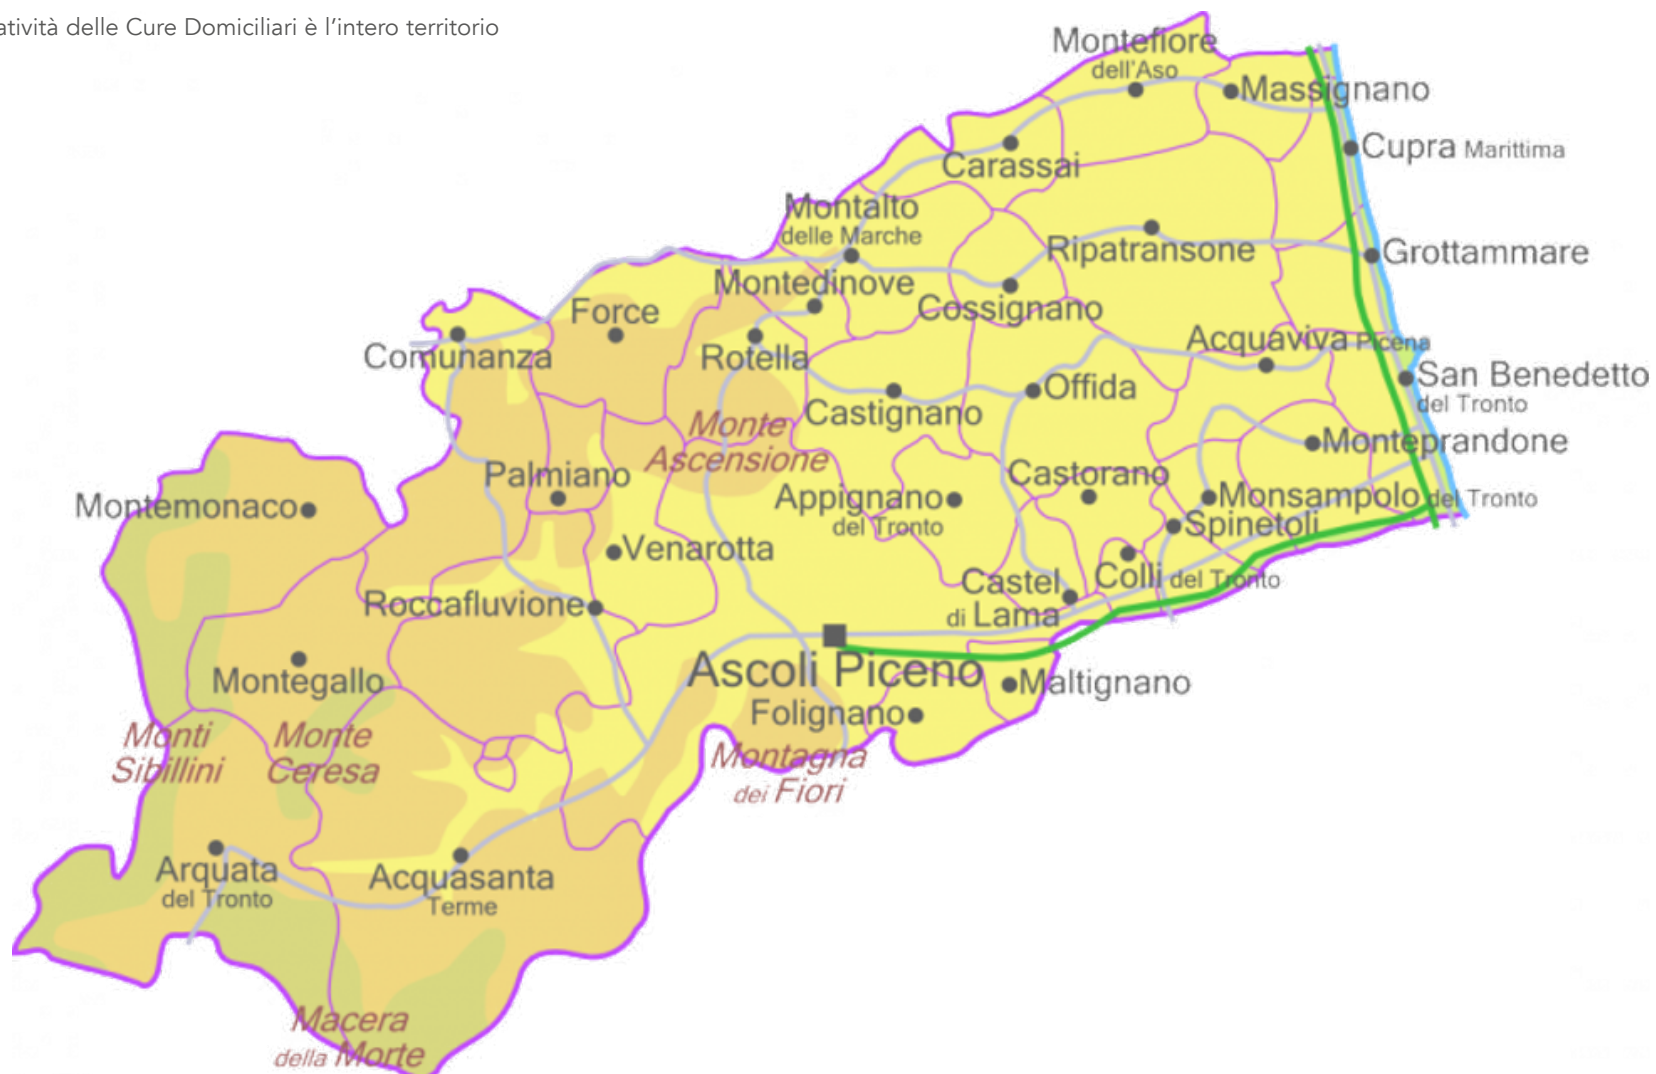 atività delle Cure Domiciliari è l'intero territorio
Montefiore
dell'Aso
Massignano
Cupra Marittima
Carassai
Montalto
delle Marche
Ripatransone
Grottammare
Montedinove
Cossignano
Force
Comunanza
Rotella
Acquaviva Picena
San Benedetto
del Tronto
Offida
Castignano
Monte
Ascensione
Monteprandone
Palmiano
Castorano
Appignano
del Tronto
Monsampolo del Tronto
Montemonaco
Spinetoli
Venarotta
Colli del Tronto
Castel
di Lama
Roccafluvione
Ascoli Piceno
Maltignano
Montegallo
Folignano
Monti
Sibillini
Monte
Ceresa
Montagna
dei Fiori
Arquata
del Tronto
Acquasanta
Terme
Macera
della Morte